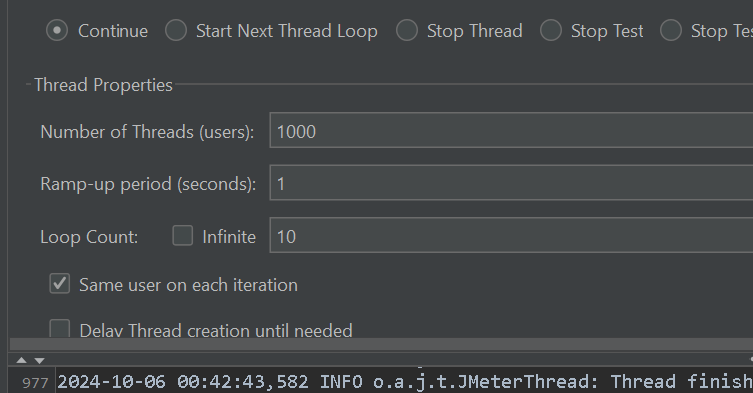 Continue Start Next Thread Loop Stop Thread Stop Test Stop
Thread Properties
Number of Threads (users): 1000
Ramp-up period (seconds): 1
Loop Count: Infinite 10
Same user on each iteration
Delay Thread creation until needed
977 2024-10-06 00:42:43,582 INFO o.a.j.t.JMeterThread: Thread finish